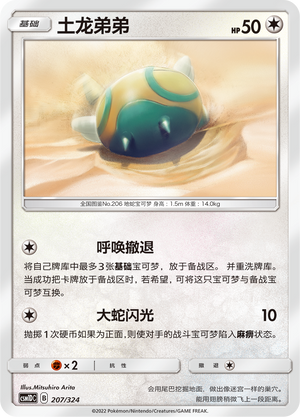 基础
土龙弟弟
HP50
全国图鉴No.206 地蛇宝可梦 身高：1.5m 体重：14.0kg
呼唤撤退
将自己牌库中最多3张基础宝可梦，放于备战区。并重洗牌库。
当成功把卡牌放于备战区时，若希望，可将这只宝可梦与备战宝
可梦互换。
大蛇闪光 10
抛掷1次硬币如果为正面，则使对手的战斗宝可梦陷入麻痹状态。
弱点 ×2 抗性 撤退
Illus.Mitsuhiro Arita
CSM1DC B 207/324
会用尾巴挖掘地面，做出像迷宫一样的巢穴。
能用翅膀稍微飞上一段距离。
©2022 Pokémon/Nintendo/Creatures/GAME FREAK.